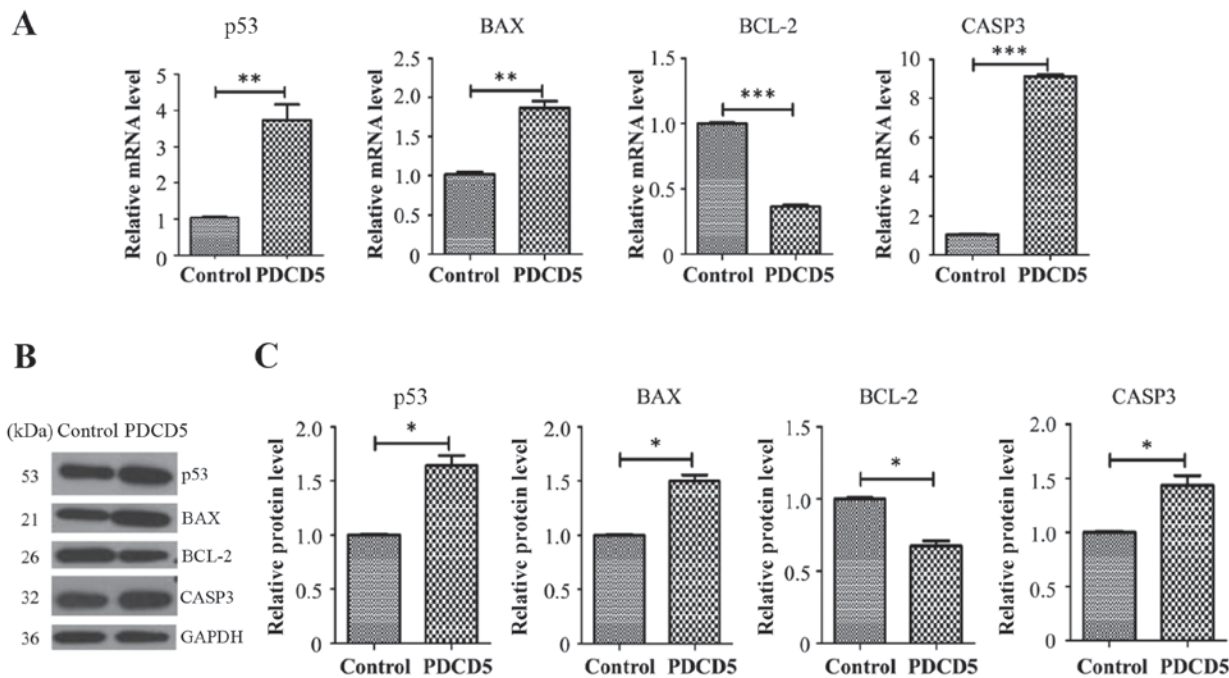 A
p53
BAX
BCL-2
CASP3
Relative mRNA level
5
4
3
2
1
0
**
Control PDCD5
Relative mRNA level
2.5
2.0
1.5
1.0
0.5
0.0
**
Control PDCD5
Relative mRNA level
1.5
1.0
0.5
0
***
Control PDCD5
Relative mRNA level
10
8
6
4
2
0
***
Control PDCD5
B
(kDa) Control PDCD5
53 p53
21 BAX
26 BCL-2
32 CASP3
36 GAPDH
C
p53
BAX
BCL-2
CASP3
Relative protein level
2.0
1.5
1.0
0.5
0
*
Control PDCD5
Relative protein level
2.0
1.5
1.0
0.5
0
*
Control PDCD5
Relative protein level
1.5
1.0
0.5
0
*
Control PDCD5
Relative protein level
2.0
1.5
1.0
0.5
0
*
Control PDCD5